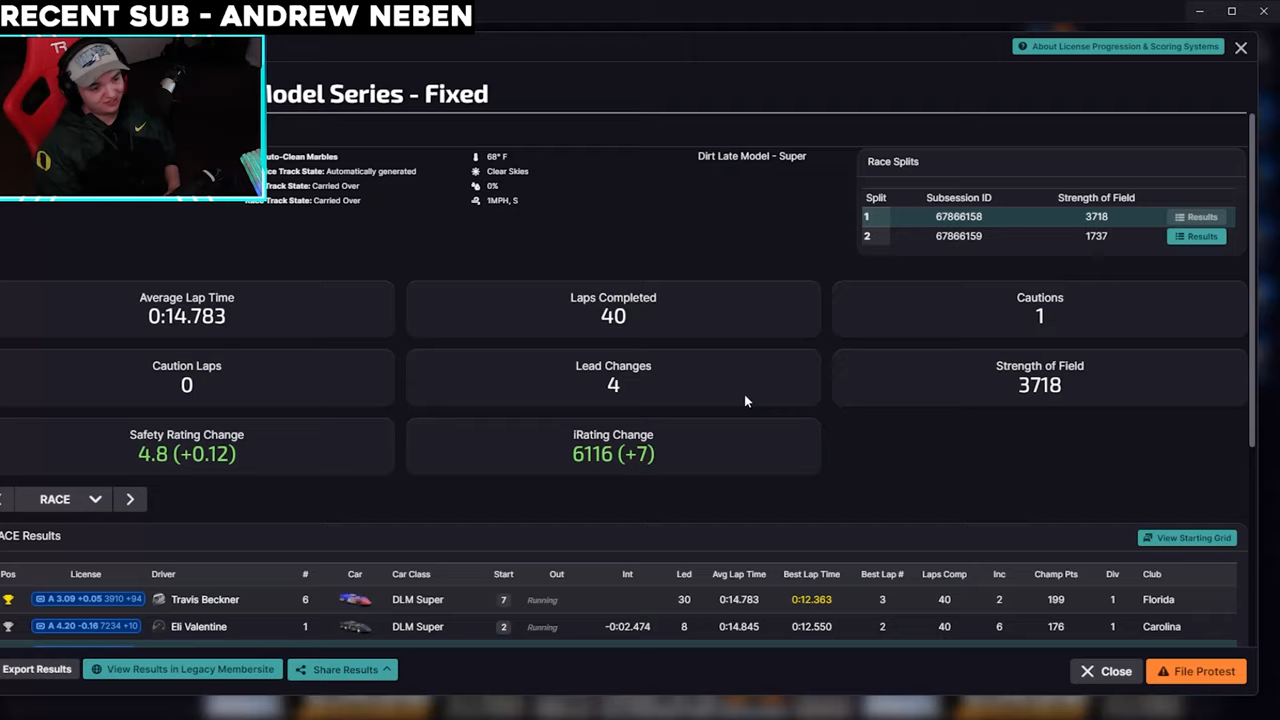 RECENT SUB - ANDREW NEBEN
About License Progression & Scoring Systems
Model Series - Fixed
uto-Clean Marbles
ce Track State: Automatically generated
Track State: Carried Over
Track State: Carried Over
68° F
Clear Skies
0%
1MPH, S
Dirt Late Model - Super
Race Splits
Split Subsession ID Strength of Field
1 67866158 3718 Results
2 67866159 1737 Results
Average Lap Time
0:14.783
Laps Completed
40
Cautions
1
Caution Laps
0
Lead Changes
4
Strength of Field
3718
Safety Rating Change
4.8 (+0.12)
iRating Change
6116 (+7)
RACE
ACE Results
View Starting Grid
Pos License Driver # Car Car Class Start Out Int Led Avg Lap Time Best Lap Time Best Lap # Laps Comp Inc Champ Pts Div Club
A 3.09 +0.05 3910 +94 Travis Beckner 6 DLM Super 7 Running 30 0:14.783 0:12.363 3 40 2 199 1 Florida
A 4.20 -0.16 7234 +10 Eli Valentine 1 DLM Super 2 Running -0:02.474 8 0:14.845 0:12.550 2 40 6 176 1 Carolina
Export Results View Results in Legacy Membersite Share Results Close File Protest